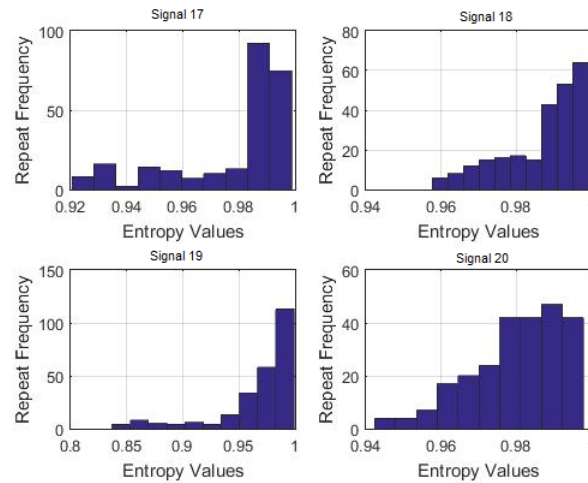 Signal 17
100
50
0
0.92 0.94 0.96 0.98 1
Repeat Frequency
Entropy Values
Signal 18
80
60
40
20
0
0.94 0.96 0.98
Repeat Frequency
Entropy Values
Signal 19
150
100
50
0
0.8 0.85 0.9 0.95 1
Repeat Frequency
Entropy Values
Signal 20
60
40
20
0
0.94 0.96 0.98
Repeat Frequency
Entropy Values